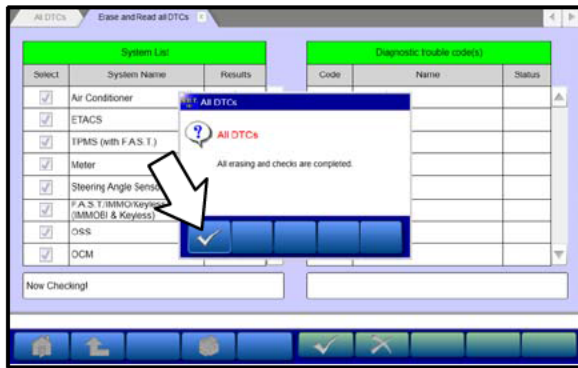 All DTCs
Erase and Read all DTCs
System List
Diagnostic trouble code(s)
Select
System Name
Results
Code
Name
Status
Air Conditioner
ETACS
TPMS (with F.A.S.T.)
Meter
Steering Angle Senso
F.A.S.T/IMMO/Keyless
(IMMOBI & Keyless)
OSS
OCM
All DTCs
All DTCs
All erasing and checks are completed.
Now Checking!